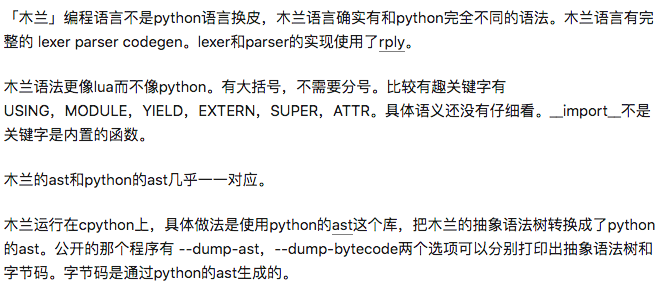 「木兰」编程语言不是python语言换皮，木兰语言确实有和python完全不同的语法。木兰语言有完
整的 lexer parser codegen。lexer和parser的实现使用了rply。
木兰语法更像lua而不像python。有大括号，不需要分号。比较有趣关键字有
USING，MODULE，YIELD，EXTERN，SUPER，ATTR。具体语义还没有仔细看。__import__不是
关键字是内置的函数。
木兰的ast和python的ast几乎一一对应。
木兰运行在cpython上，具体做法是使用python的ast这个库，把木兰的抽象语法树转换成了python
的ast。公开的那个程序有 --dump-ast，--dump-bytecode两个选项可以分别打印出抽象语法树和
字节码。字节码是通过python的ast生成的。